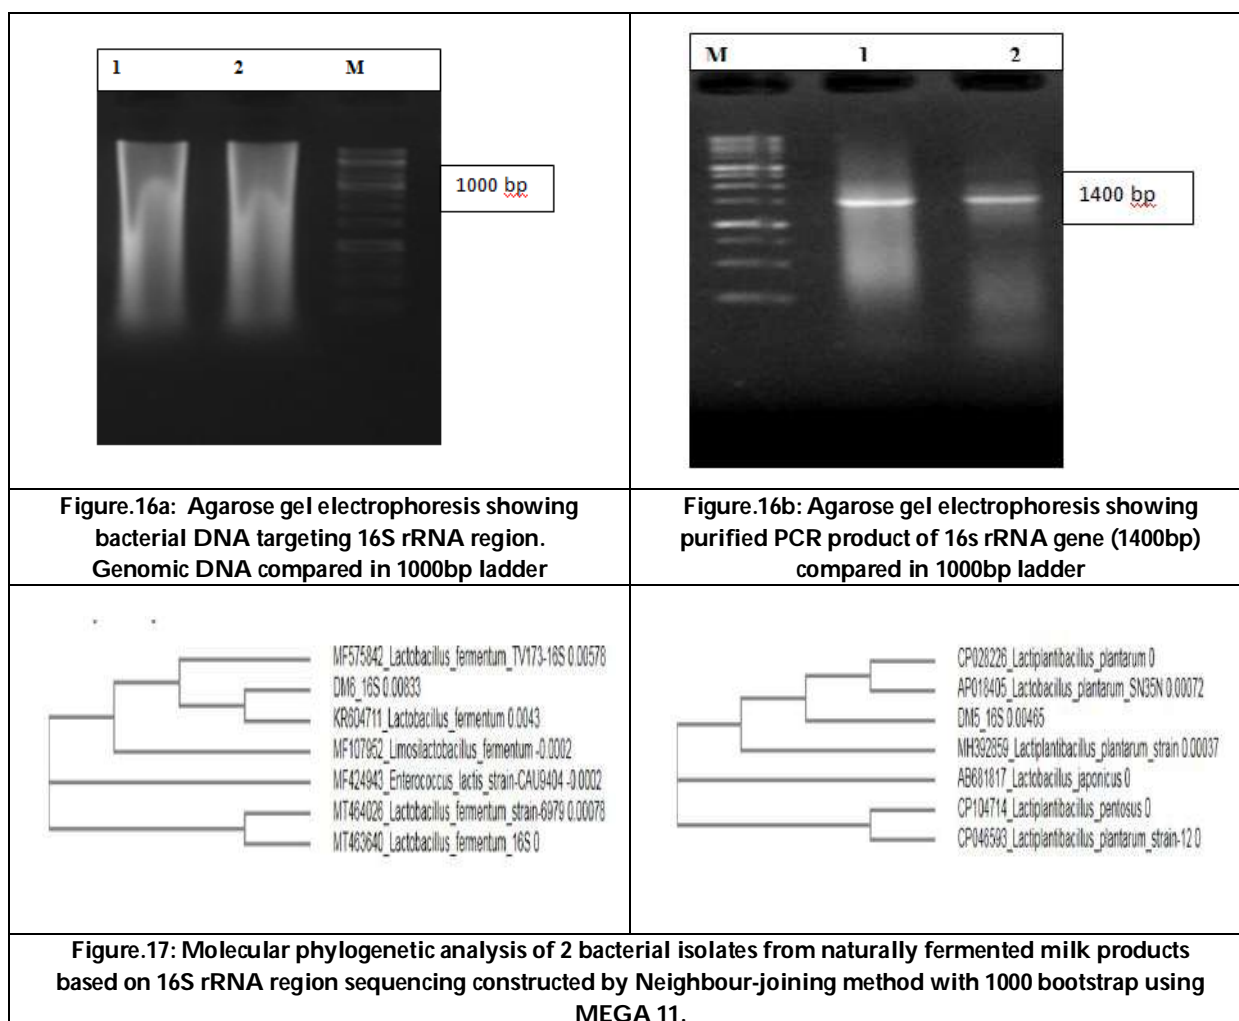 1 2 M
1000 bp
M 1 2
1400 bp
Figure.16a: Agarose gel electrophoresis showing
bacterial DNA targeting 16S rRNA region.
Genomic DNA compared in 1000bp ladder
Figure.16b: Agarose gel electrophoresis showing
purified PCR product of 16s rRNA gene (1400bp)
compared in 1000bp ladder
MF575842_Lactobacillus_fermentum_TV173-16S 0.00578
DM6_16S 0.00833
KR604711_Lactobacillus_fermentum 0.0043
MF107952_Limosilactobacillus_fermentum -0.0002
MF424943_Enterococcus_lactis_strain-CAU9404 -0.0002
MT464026_Lactobacillus_fermentum_strain-6979 0.00078
MT463640_Lactobacillus_fermentum_16S 0
CP028226_Lactiplantibacillus_plantarum 0
AP018405_Lactobacillus_plantarum_SN35N 0.00072
DM5_16S 0.00465
MH392859_Lactiplantibacillus_plantarum_strain 0.00037
AB681817_Lactobacillus_japonicus 0
CP104714_Lactiplantibacillus_pentosus 0
CP046593_Lactiplantibacillus_plantarum_strain-12 0
Figure.17: Molecular phylogenetic analysis of 2 bacterial isolates from naturally fermented milk products
based on 16S rRNA region sequencing constructed by Neighbour-joining method with 1000 bootstrap using
MEGA 11.